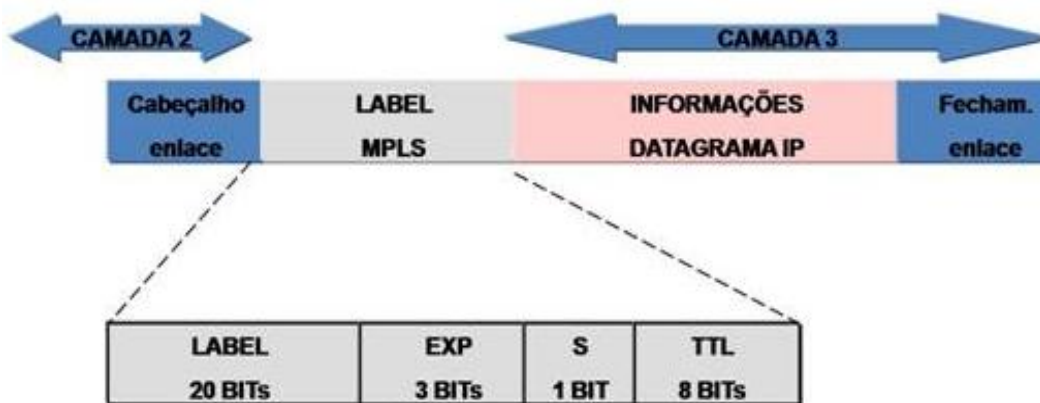 CAMADA 2
CAMADA 3
Cabeçalho
enlace
LABEL
MPLS
INFORMAÇÕES
DATAGRAMA IP
Fecham.
enlace
LABEL
20 BITs
EXP
3 BITs
S
1 BIT
TTL
8 BITs